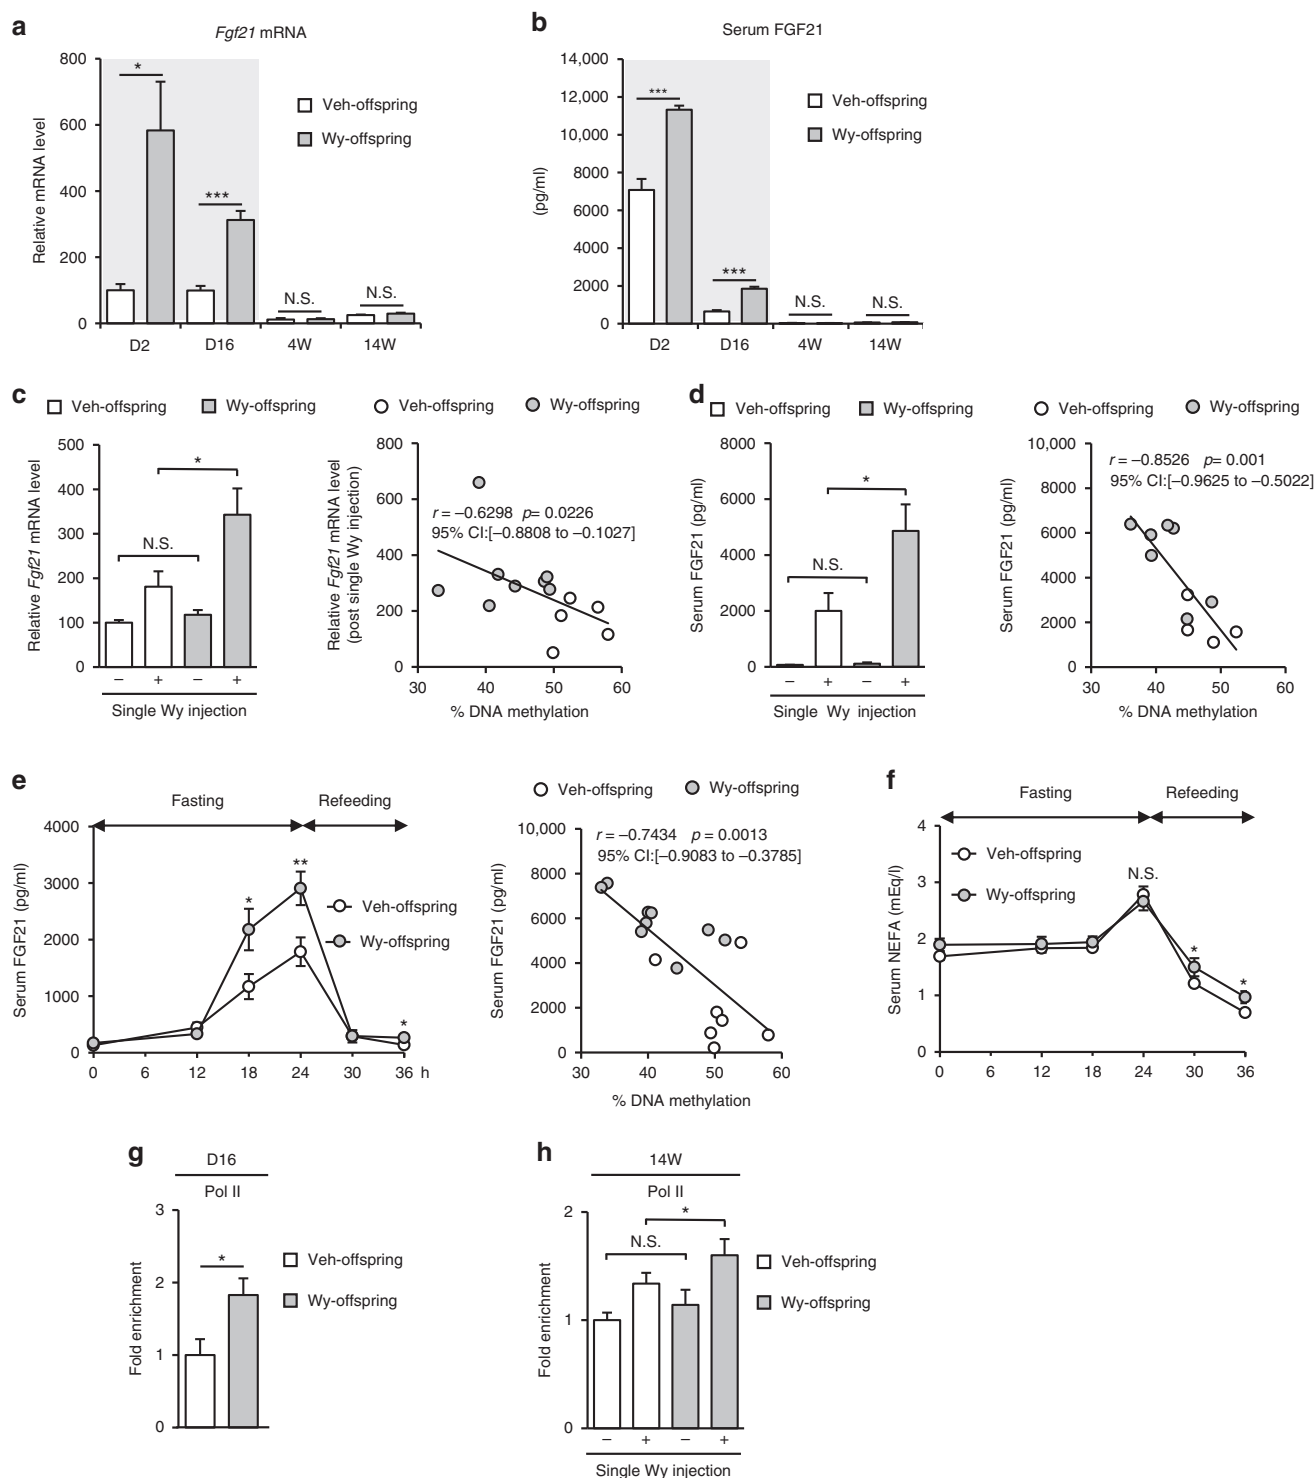 a
Fgf21 mRNA
800
600
400
200
0
Relative mRNA level
*
***
N.S.
N.S.
D2
D16
4W
14W
Veh-offspring
Wy-offspring
b
Serum FGF21
14,000
12,000
10,000
8000
6000
4000
2000
0
(pg/ml)
***
***
N.S.
N.S.
D2
D16
4W
14W
Veh-offspring
Wy-offspring
c
Veh-offspring
Wy-offspring
Veh-offspring
Wy-offspring
500
400
300
200
100
0
Relative Fgf21 mRNA level
*
N.S.
– + – +
Single Wy injection
800
600
400
200
0
Relative Fgf21 mRNA level
(post single Wy injection)
r = –0.6298 p= 0.0226
95% CI:[–0.8808 to –0.1027]
30 40 50 60
% DNA methylation
d
Veh-offspring
Wy-offspring
Veh-offspring
Wy-offspring
8000
6000
4000
2000
0
Serum FGF21 (pg/ml)
*
N.S.
– + – +
Single Wy injection
10,000
8000
6000
4000
2000
0
Serum FGF21 (pg/ml)
r = –0.8526 p= 0.001
95% CI:[–0.9625 to –0.5022]
30 40 50 60
% DNA methylation
e
Fasting
Refeeding
4000
3000
2000
1000
0
Serum FGF21 (pg/ml)
*
**
*
Veh-offspring
Wy-offspring
0 6 12 18 24 30 36 h
Veh-offspring
Wy-offspring
10,000
8000
6000
4000
2000
0
Serum FGF21 (pg/ml)
r = –0.7434 p = 0.0013
95% CI:[–0.9083 to –0.3785]
30 40 50 60
% DNA methylation
f
Fasting
Refeeding
4
3
2
1
0
Serum NEFA (mEq/l)
Veh-offspring
Wy-offspring
N.S.
*
*
0 6 12 18 24 30 36
g
D16
Pol II
3
2
1
0
Fold enrichment
*
Veh-offspring
Wy-offspring
h
14W
Pol II
2
1
0
Fold enrichment
*
N.S.
– + – +
Single Wy injection
Veh-offspring
Wy-offspring